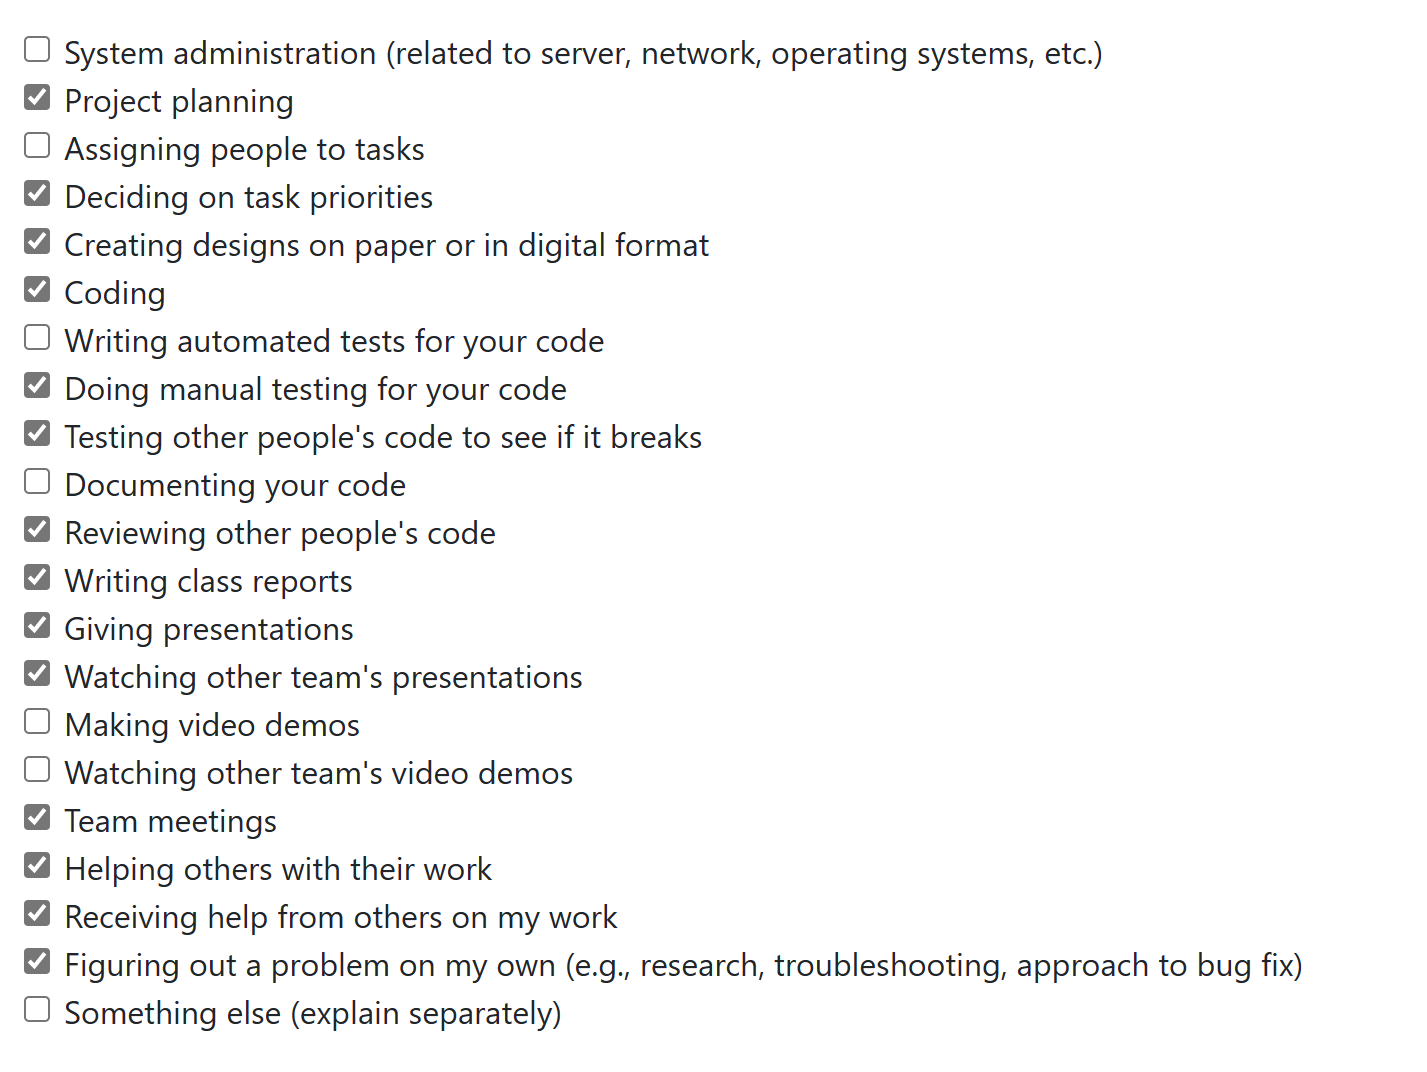 System administration (related to server, network, operating systems, etc.)
Project planning
Assigning people to tasks
Deciding on task priorities
Creating designs on paper or in digital format
Coding
Writing automated tests for your code
Doing manual testing for your code
Testing other people's code to see if it breaks
Documenting your code
Reviewing other people's code
Writing class reports
Giving presentations
Watching other team's presentations
Making video demos
Watching other team's video demos
Team meetings
Helping others with their work
Receiving help from others on my work
Figuring out a problem on my own (e.g., research, troubleshooting, approach to bug fix)
Something else (explain separately)